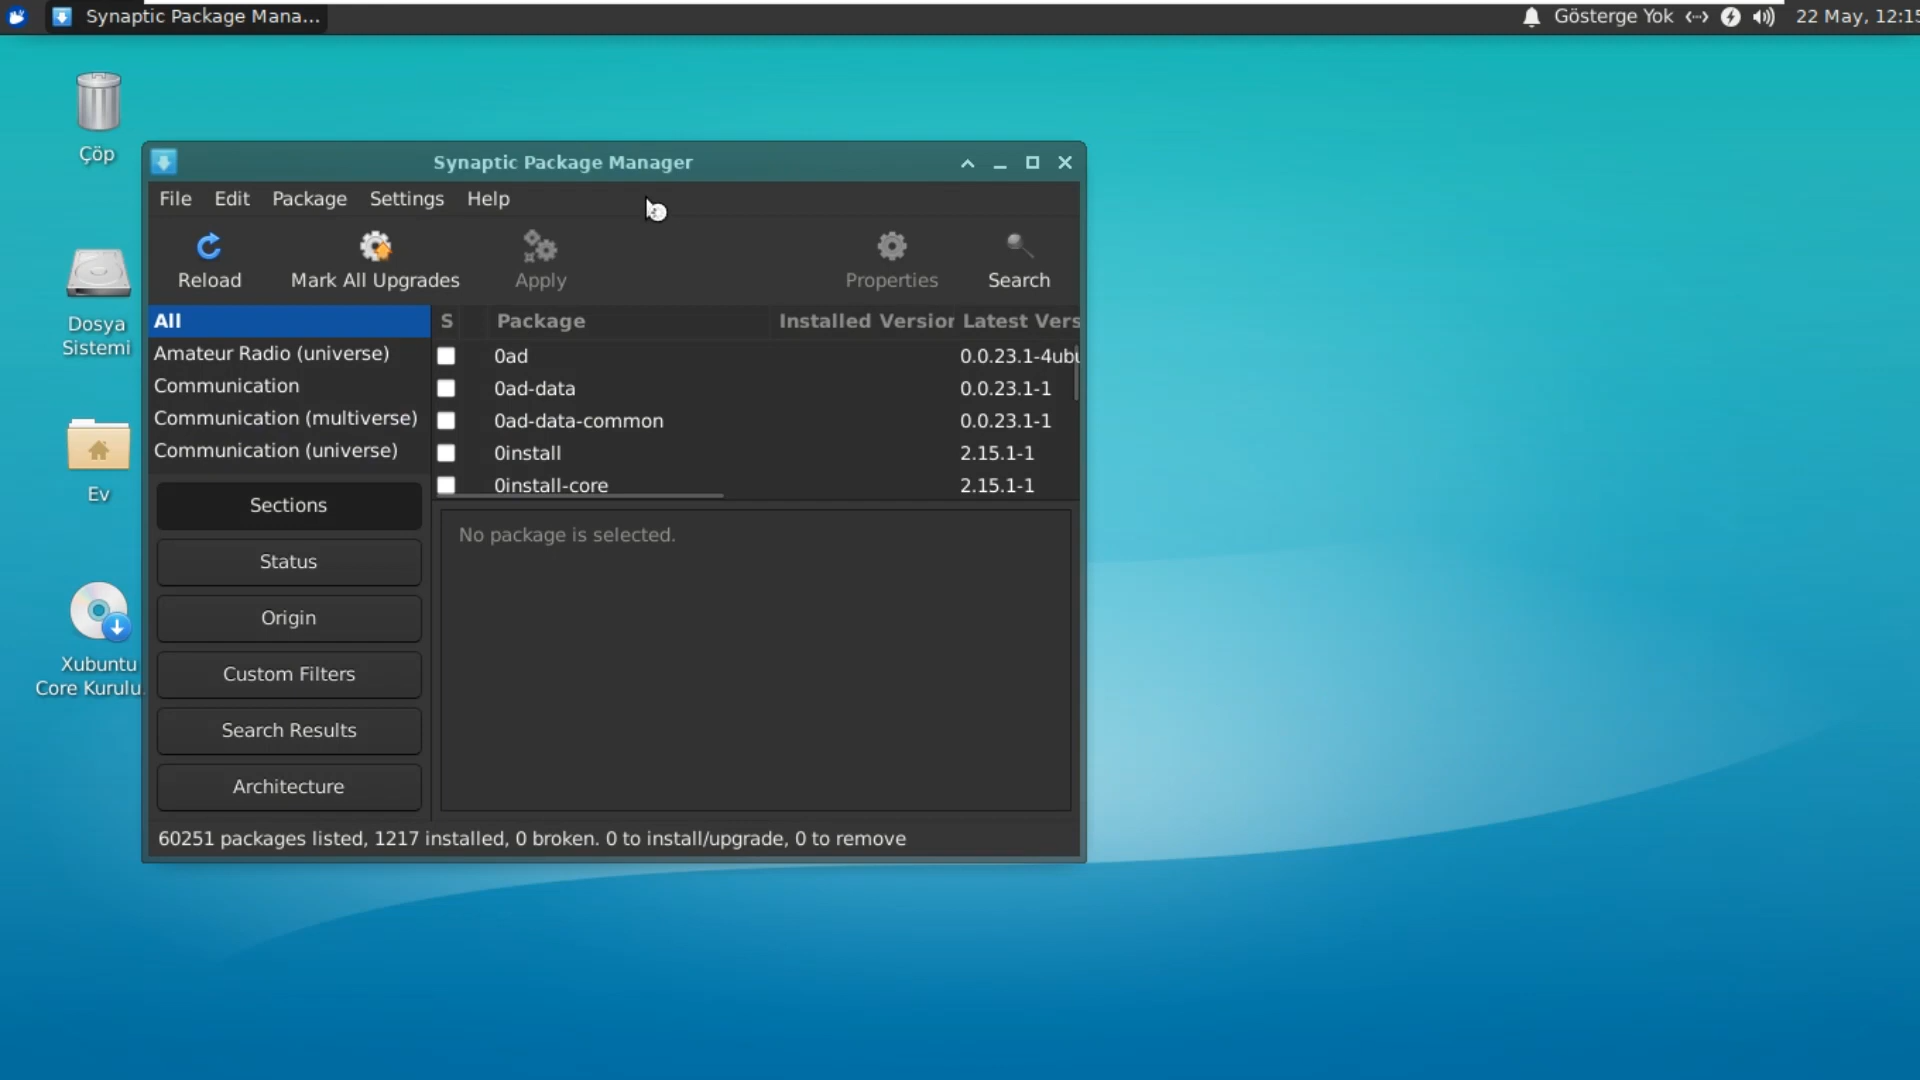 Synaptic Package Mana...
Gösterge Yok
22 May, 12:15
Çöp
Dosya
Sistemi
Ev
Xubuntu
Core Kurulu
Synaptic Package Manager
File Edit Package Settings Help
Reload Mark All Upgrades Apply Properties Search
All
Amateur Radio (universe)
Communication
Communication (multiverse)
Communication (universe)
Sections
Status
Origin
Custom Filters
Search Results
Architecture
S Package Installed Version Latest Vers
0ad 0.0.23.1-4ubu
0ad-data 0.0.23.1-1
0ad-data-common 0.0.23.1-1
0install 2.15.1-1
0install-core 2.15.1-1
No package is selected.
60251 packages listed, 1217 installed, 0 broken. 0 to install/upgrade, 0 to remove